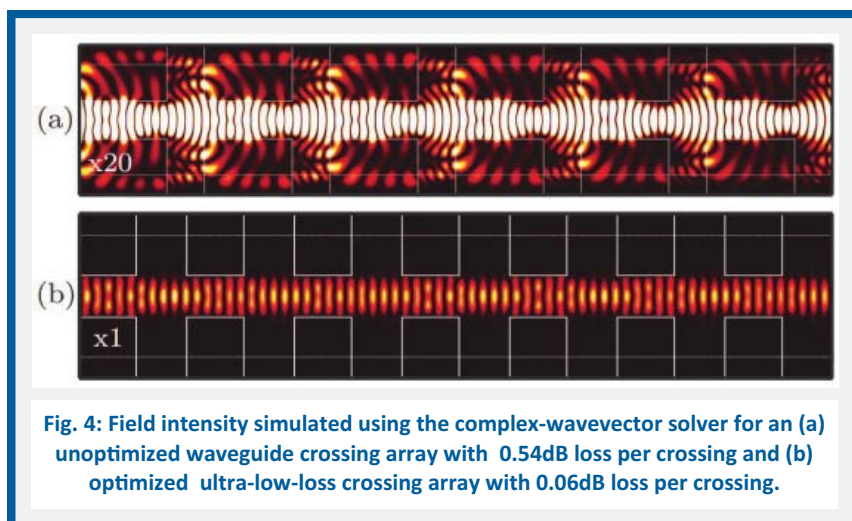 (a)
x20
(b)
x1
Fig. 4: Field intensity simulated using the complex-wavevector solver for an (a)
unoptimized waveguide crossing array with 0.54dB loss per crossing and (b)
optimized ultra-low-loss crossing array with 0.06dB loss per crossing.